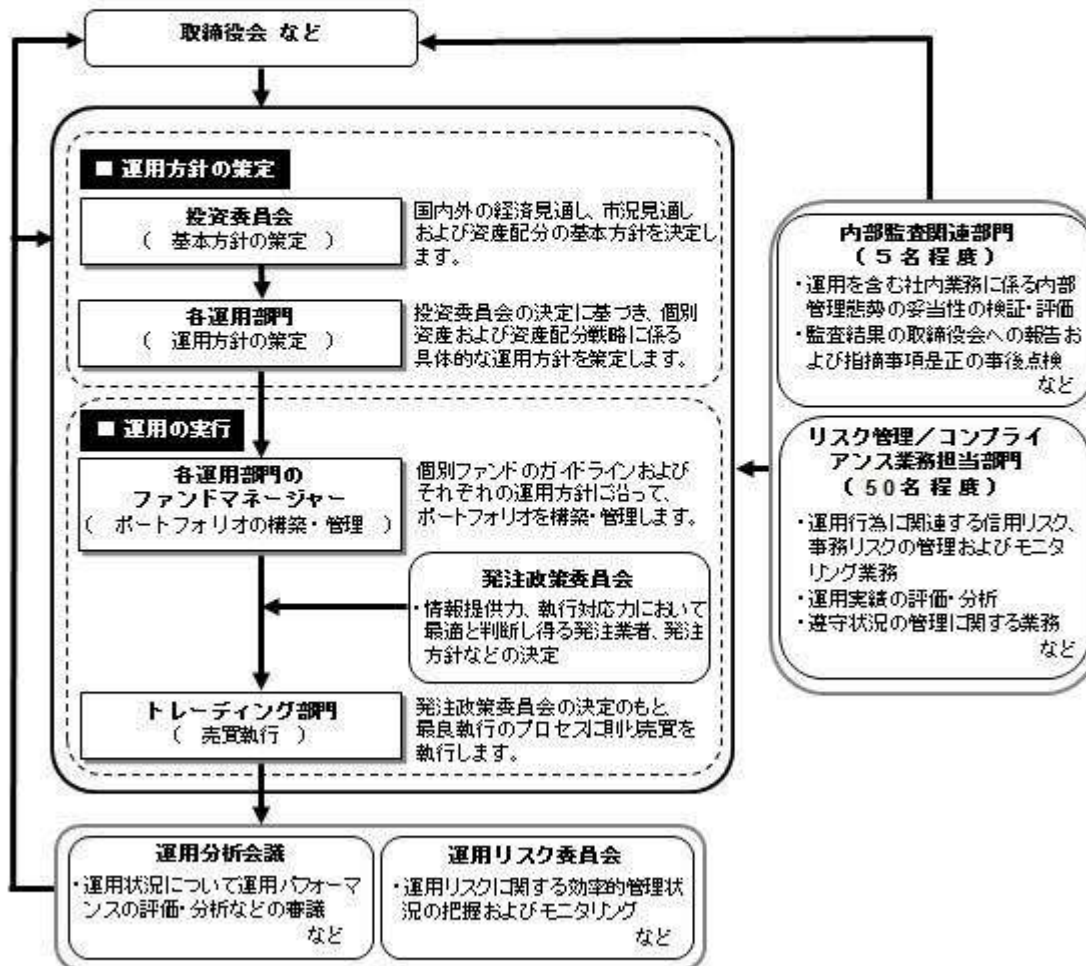 取締役会 など
■ 運用方針の策定
投資委員会
( 基本方針の策定 )
国内外の経済見通し、市況見通し
および資産配分の基本方針を決定し
ます。
各運用部門
( 運用方針の策定 )
投資委員会の決定に基づき、個別
資産および資産配分戦略に係る
具体的な運用方針を策定します。
■ 運用の実行
各運用部門の
ファンドマネージャー
( ポートフォリオの構築・管理 )
個別ファンドのガイドラインおよび
それぞれの運用方針に沿って、
ポートフォリオを構築・管理します。
発注政策委員会
・情報提供力、執行対応力において
最適と判断し得る発注業者、発注
方針などの決定
トレーディング部門
( 売買執行 )
発注政策委員会の決定のもと
最良執行のプロセスに則り売買を
執行します。
運用分析会議
・運用状況について運用パフォーマ
ンスの評価・分析などの審議
など
運用リスク委員会
・運用リスクに関する効率的管理状
況の把握およびモニタリング
など
内部監査関連部門
(5名程度)
・運用を含む社内業務に係る内部
管理態勢の妥当性の検証・評価
・監査結果の取締役会への報告お
よび指摘事項是正の事後点検
など
リスク管理/コンプライ
アンス業務担当部門
(50名程度)
・運用行為に関連する信用リスク、
事務リスクの管理およびモニタ
リング業務
・運用実績の評価・分析
・遵守状況の管理に関する業務
など